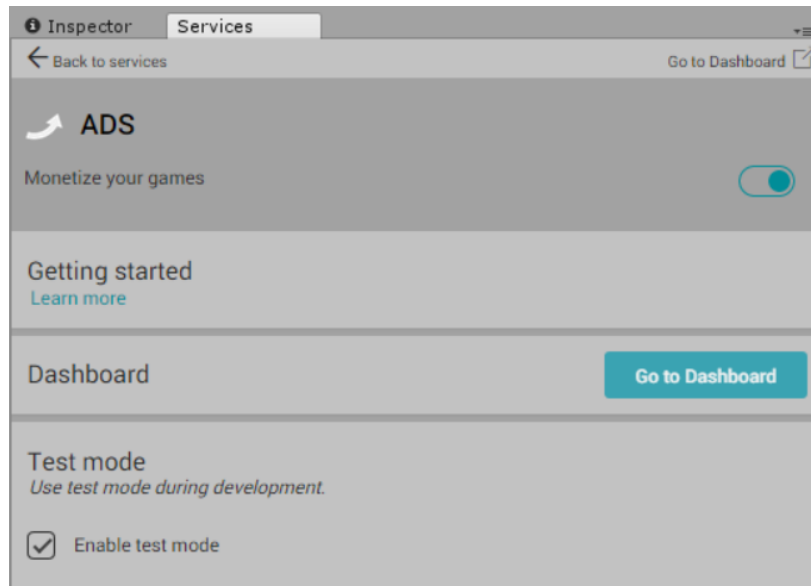 Inspector
Services
Back to services
Go to Dashboard
ADS
Monetize your games
Getting started
Learn more
Dashboard
Go to Dashboard
Test mode
Use test mode during development.
Enable test mode